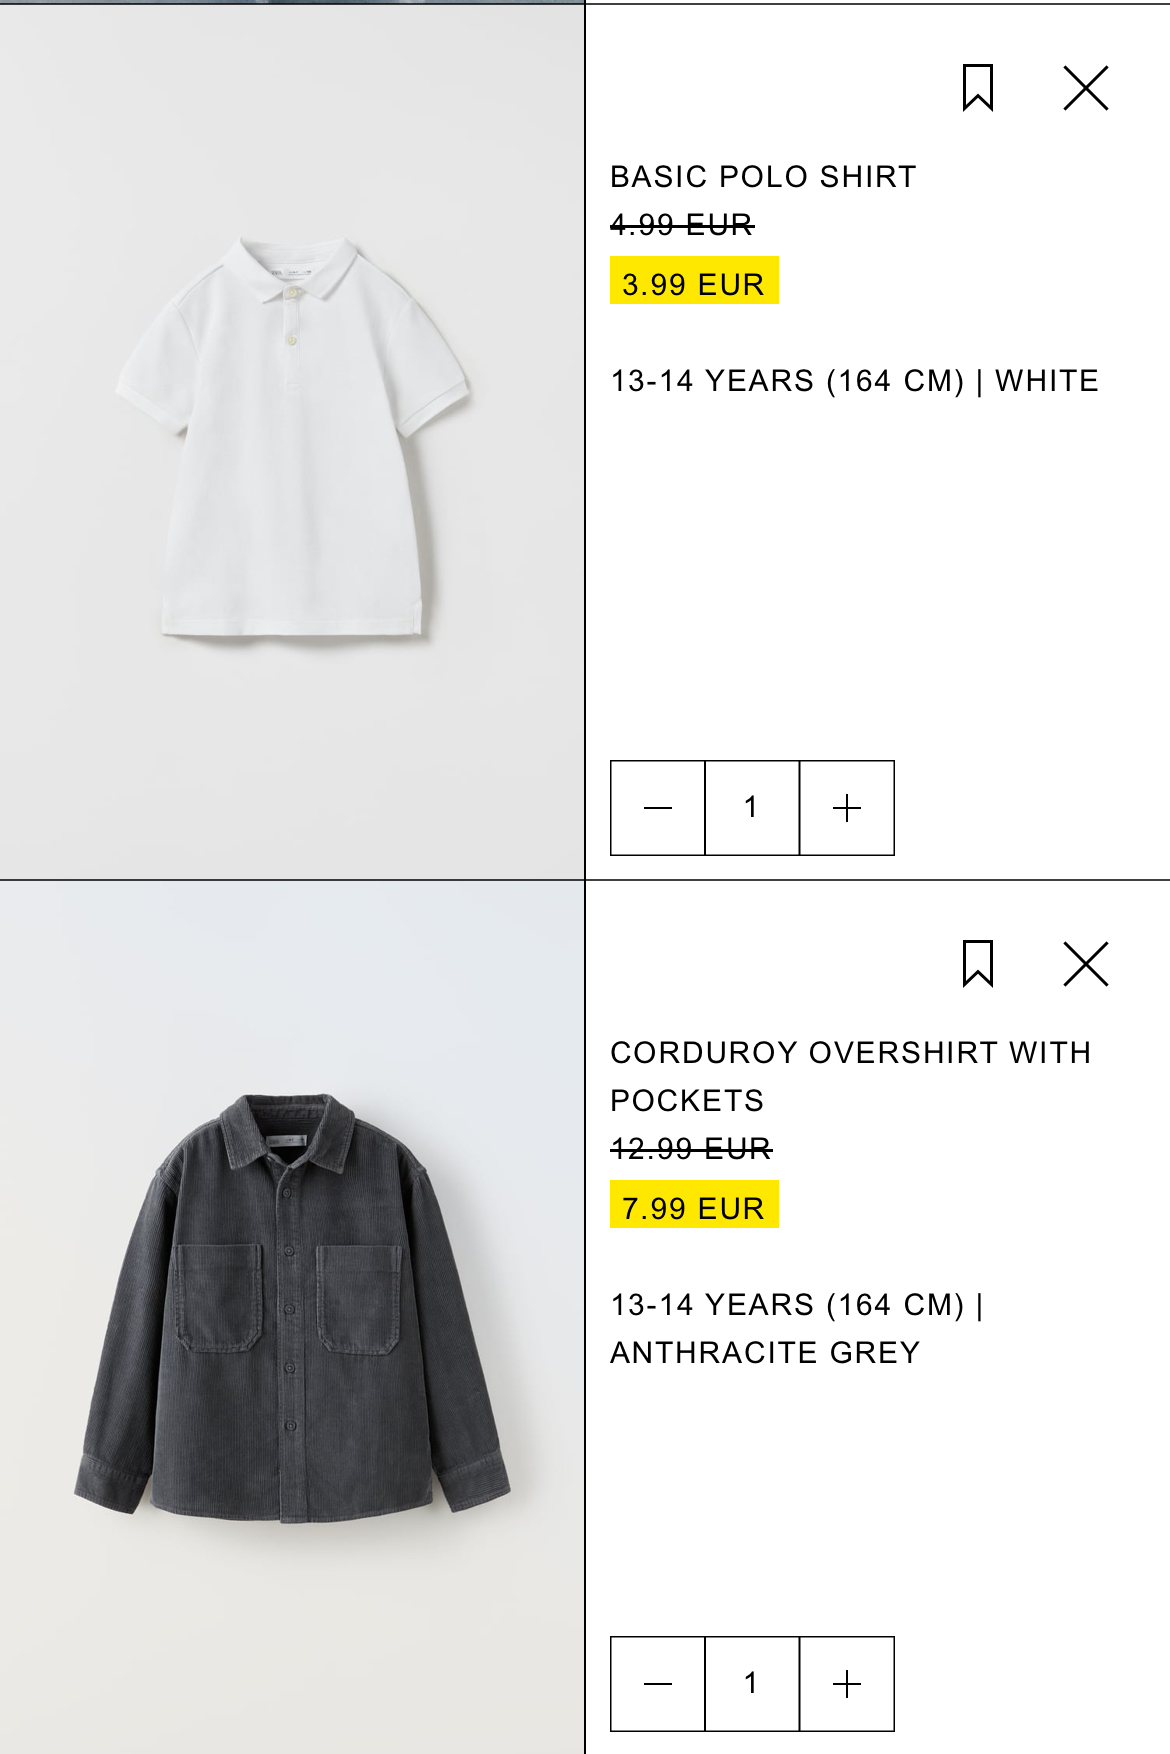 BASIC POLO SHIRT
4.99 EUR
3.99 EUR
13-14 YEARS (164 CM) | WHITE
1
CORDUROY OVERSHIRT WITH
POCKETS
12.99 EUR
7.99 EUR
13-14 YEARS (164 CM) |
ANTHRACITE GREY
1